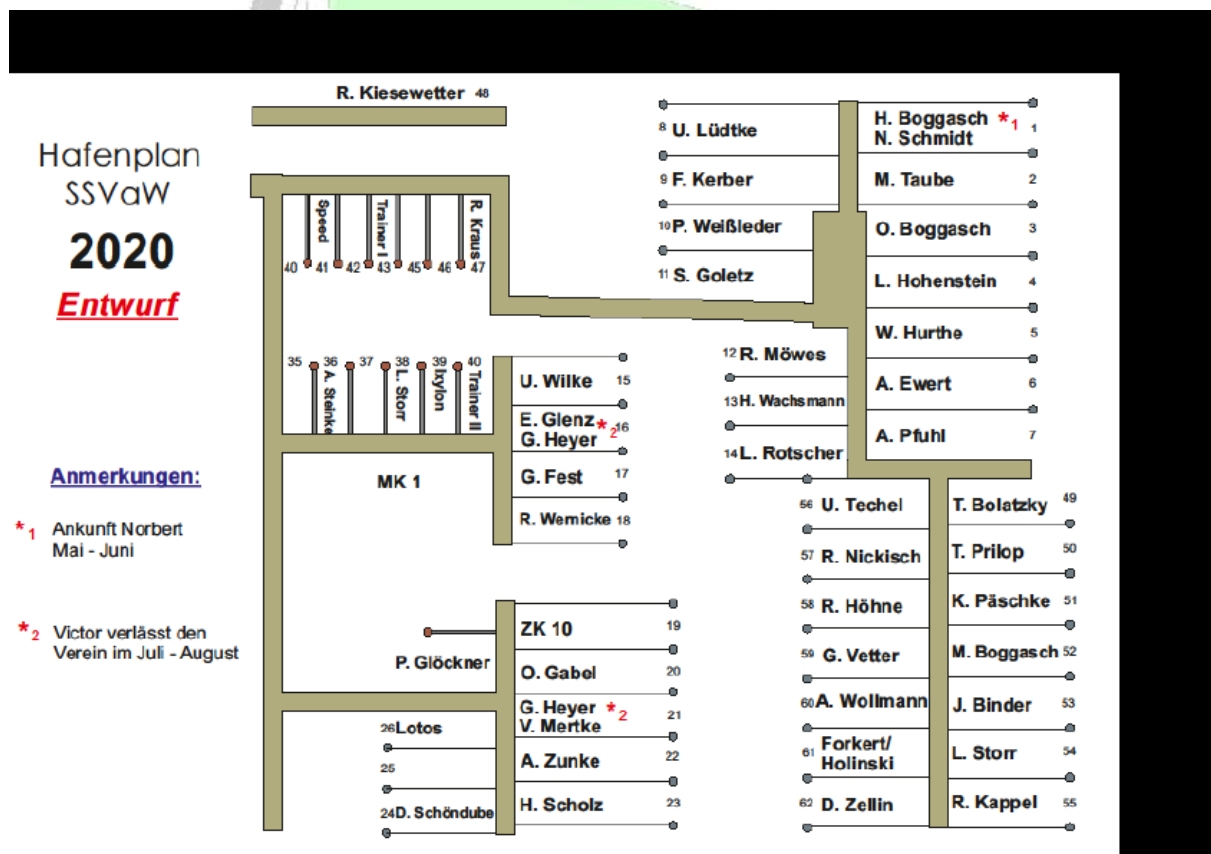 Hafenplan
SSVaW
2020
Entwurf
Anmerkungen:
*1 Ankunft Norbert
Mai - Juni
*2 Victor verlässt den
Verein im Juli - August
R. Kiesewetter 48
Speed
Trainer I
R. Kraus
40 41 42 43 45 46 47
35 36 37 38 39 40
A. Steinke
L. Storr
Ixylon
Trainer II
MK 1
U. Wilke 15
E. Glenz *2 16
G. Heyer
G. Fest 17
R. Wernicke 18
P. Glöckner
ZK 10 19
O. Gabel 20
G. Heyer *2 21
V. Mertke
A. Zunke 22
H. Scholz 23
26 Lotos
25
24 D. Schöndube
8 U. Lüdtke
9 F. Kerber
10 P. Weißleder
11 S. Goletz
12 R. Möwes
13 H. Wachsmann
14 L. Rotscher
H. Boggasch *1 1
N. Schmidt
M. Taube 2
O. Boggasch 3
L. Hohenstein 4
W. Hurthe 5
A. Ewert 6
A. Pfuhl 7
56 U. Techel
57 R. Nickisch
58 R. Höhne
59 G. Vetter
60 A. Wollmann
61 Forkert/
Holinski
62 D. Zellin
T. Bolatzky 49
T. Prilop 50
K. Päschke 51
M. Boggasch 52
J. Binder 53
L. Storr 54
R. Kappel 55